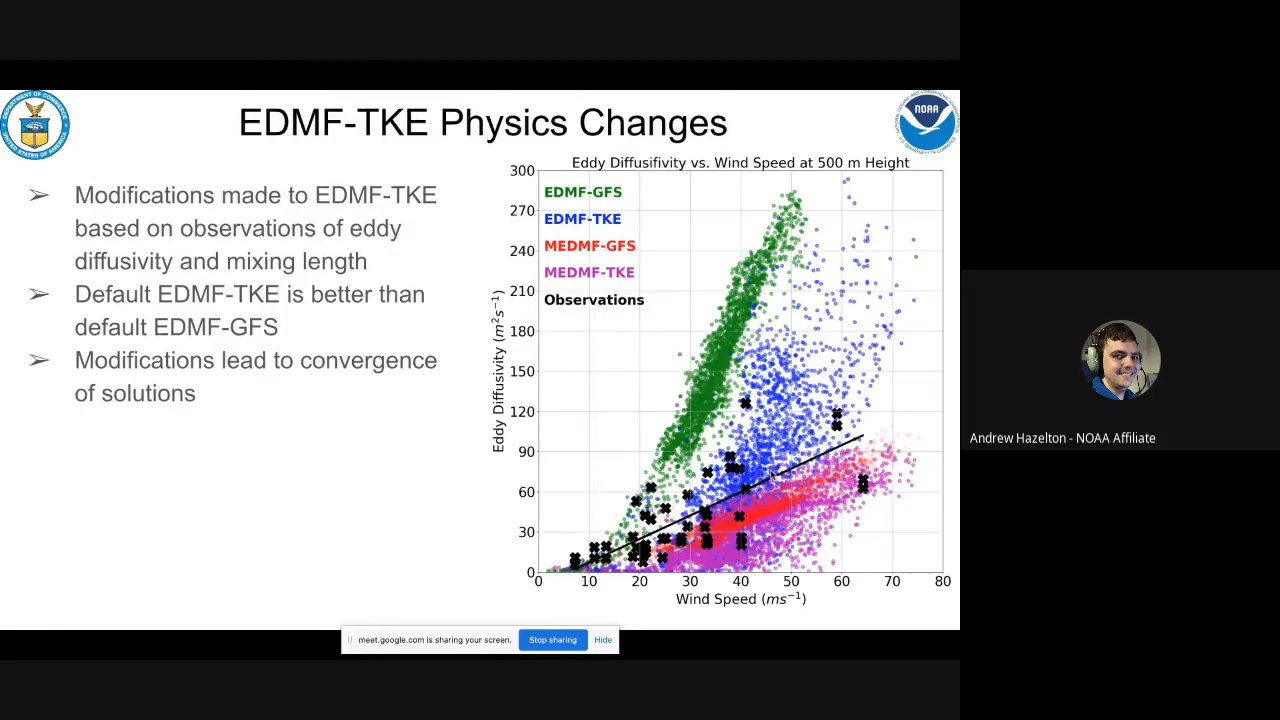 EDMF-TKE Physics Changes
NOAA
➢ Modifications made to EDMF-TKE
based on observations of eddy
diffusivity and mixing length
➢ Default EDMF-TKE is better than
default EDMF-GFS
➢ Modifications lead to convergence
of solutions
Eddy Diffusifivity vs. Wind Speed at 500 m Height
EDMF-GFS
EDMF-TKE
MEDMF-GFS
MEDMF-TKE
Observations
Eddy Diffusivity (m²s⁻¹)
300
270
240
210
180
150
120
90
60
30
0
0 10 20 30 40 50 60 70 80
Wind Speed (ms⁻¹)
meet.google.com is sharing your screen. Stop sharing Hide
Andrew Hazelton - NOAA Affiliate